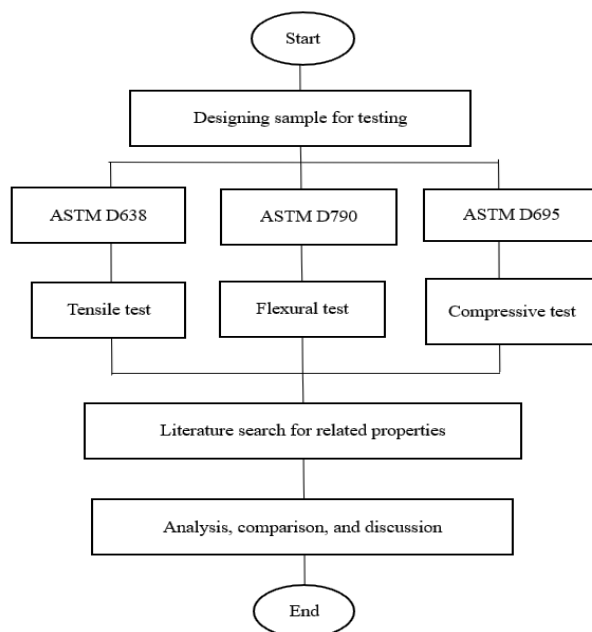 Start
Designing sample for testing
ASTM D638
ASTM D790
ASTM D695
Tensile test
Flexural test
Compressive test
Literature search for related properties
Analysis, comparison, and discussion
End